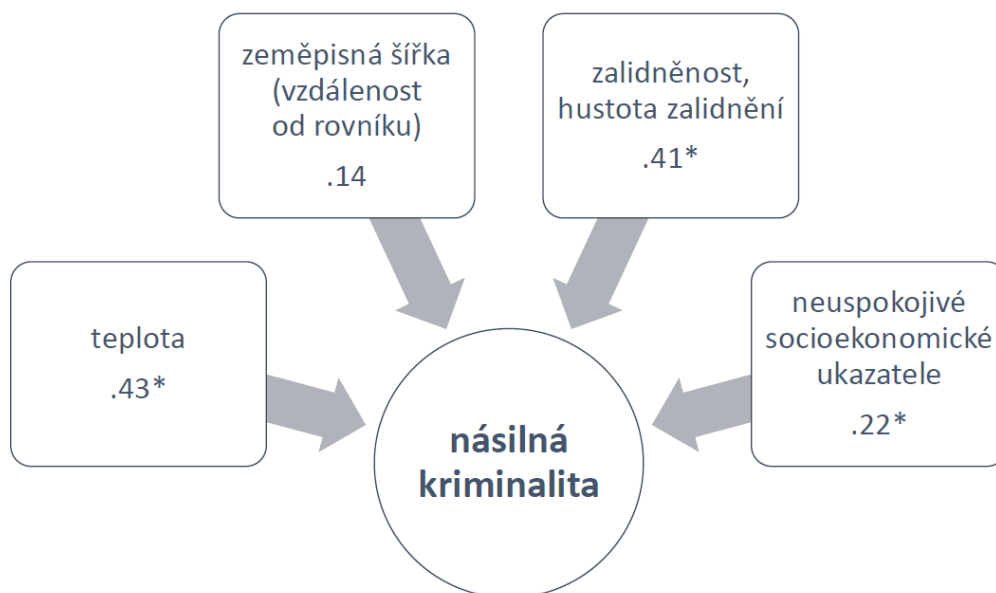 zeměpisná šířka
(vzdálenost
od rovníku)
.14
zalidněnost,
hustota zalidnění
.41*
teplota
.43*
neuspokojivé
socioekonomické
ukazatele
.22*
násilná
kriminalita